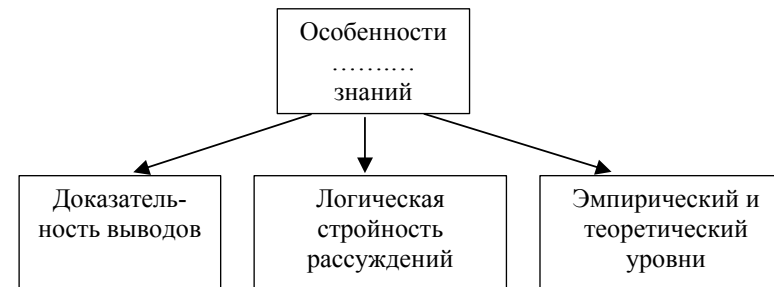 Особенности
……….…
знаний
Доказатель-
ность выводов
Логическая
стройность
рассуждений
Эмпирический и
теоретический
уровни